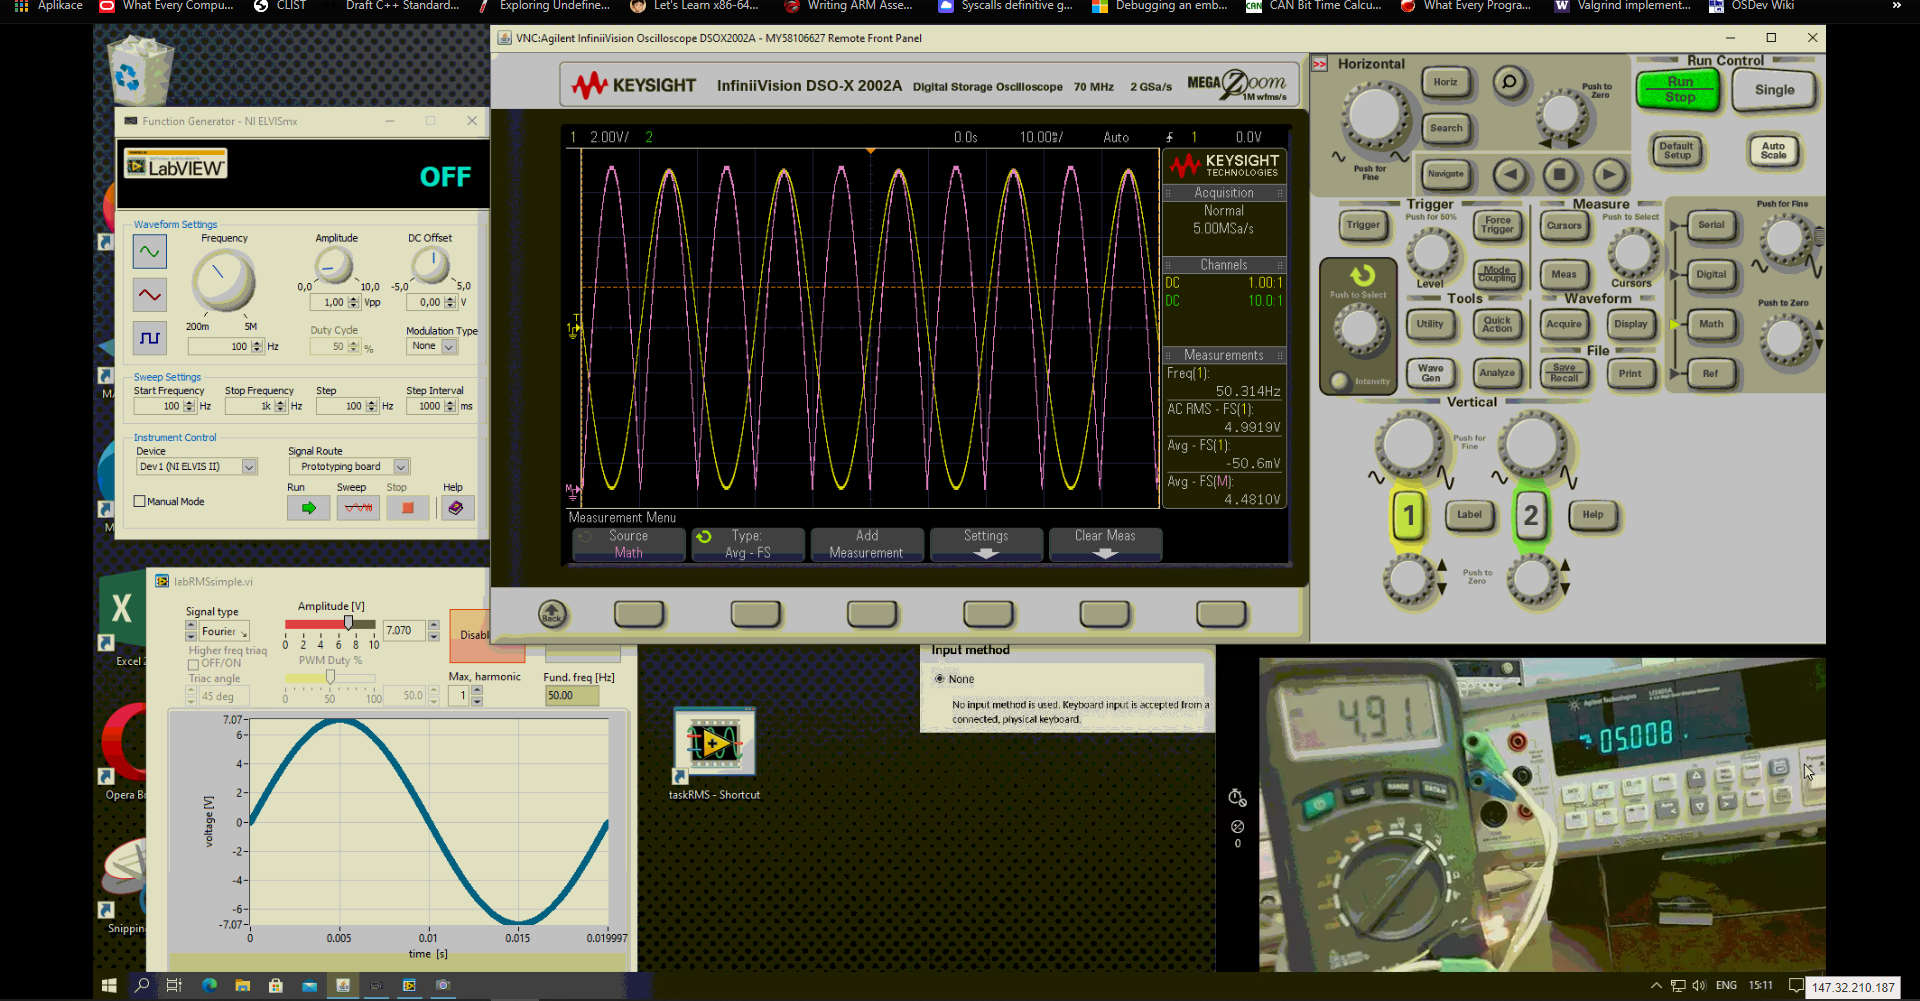 Aplikace
What Every Compu...
CLIST
Draft C++ Standard...
Exploring Undefine...
Let's Learn x86-64...
Writing ARM Asse...
Syscalls definitive g...
Debugging an emb...
CAN Bit Time Calcu...
What Every Progra...
Valgrind implement...
OSDev Wiki
»
VNC:Agilent InfiniiVision Oscilloscope DSOX2002A - MY58106627 Remote Front Panel
KEYSIGHT InfiniiVision DSO-X 2002A Digital Storage Oscilloscope 70 MHz 2 GSa/s MEGA Zoom
1M wfms/s
1 2.00V/ 2 0.0s 10.00ms/ Auto 1 0.0V
KEYSIGHT
TECHNOLOGIES
Acquisition
Normal
5.00MSa/s
Channels
DC 1.00:1
DC 10.0:1
Measurements
Freq(1):
50.314Hz
AC RMS - FS(1):
4.9919V
Avg - FS(1):
-50.6mV
Avg - FS(M):
4.4810V
Measurement Menu
Source
Math
Type:
Avg - FS
Add
Measurement
Settings
Clear Meas
Back
Horizontal
Horiz
Search
Push for
Fine
Push to
Zero
Navigate
Run Control
Run
Stop
Single
Default
Setup
Auto
Scale
Trigger
Push for 50%
Trigger
Force
Trigger
Mode
Coupling
Level
Measure
Push to Select
Cursors
Meas
Cursors
Push to Select
Intensity
Tools
Utility
Quick
Action
Wave
Gen
Analyze
Waveform
Acquire
Display
File
Save
Recall
Print
Push for Fine
Serial
Digital
Push to Zero
Math
Ref
Vertical
Push for
Fine
1
Label
2
Help
Push to
Zero
Function Generator - NI ELVISmx
LabVIEW
OFF
Waveform Settings
Frequency
Amplitude
DC Offset
0,0 10,0 -5,0 5,0
1,00 Vpp 0,00 V
200m 5M
100 Hz
Duty Cycle
50 %
Modulation Type
None
Sweep Settings
Start Frequency Stop Frequency Step Step Interval
100 Hz 1k Hz 100 Hz 1000 ms
Instrument Control
Device
Dev1 (NI ELVIS II)
Signal Route
Prototyping board
Run Sweep Stop Help
Manual Mode
labRMSsimple.vi
Signal type
Fourier
Higher freq triaq
OFF/ON
Triac angle
45 deg
Amplitude [V]
0 2 4 6 8 10
7.070
PWM Duty %
0 50 100
50.0
Disabl
Max, harmonic
1
Fund. freq [Hz]
50.00
voltage [V]
7.07
6
4
2
0
-2
-4
-6
-7.07
0 0.005 0.01 0.015 0.019997
time [s]
Excel 2
Opera Br
Snippin
taskRMS - Shortcut
Input method
None
No input method is used. Keyboard input is accepted from a
connected, physical keyboard.
0
4.91
Agilent Technologies
05.008
ENG
15:11
147.32.210.187